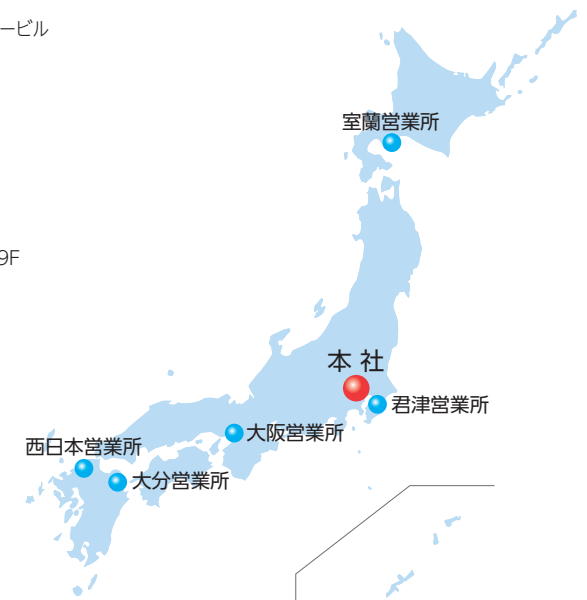 ービル
室蘭営業所
9F
本 社
君津営業所
大阪営業所
西日本営業所
大分営業所